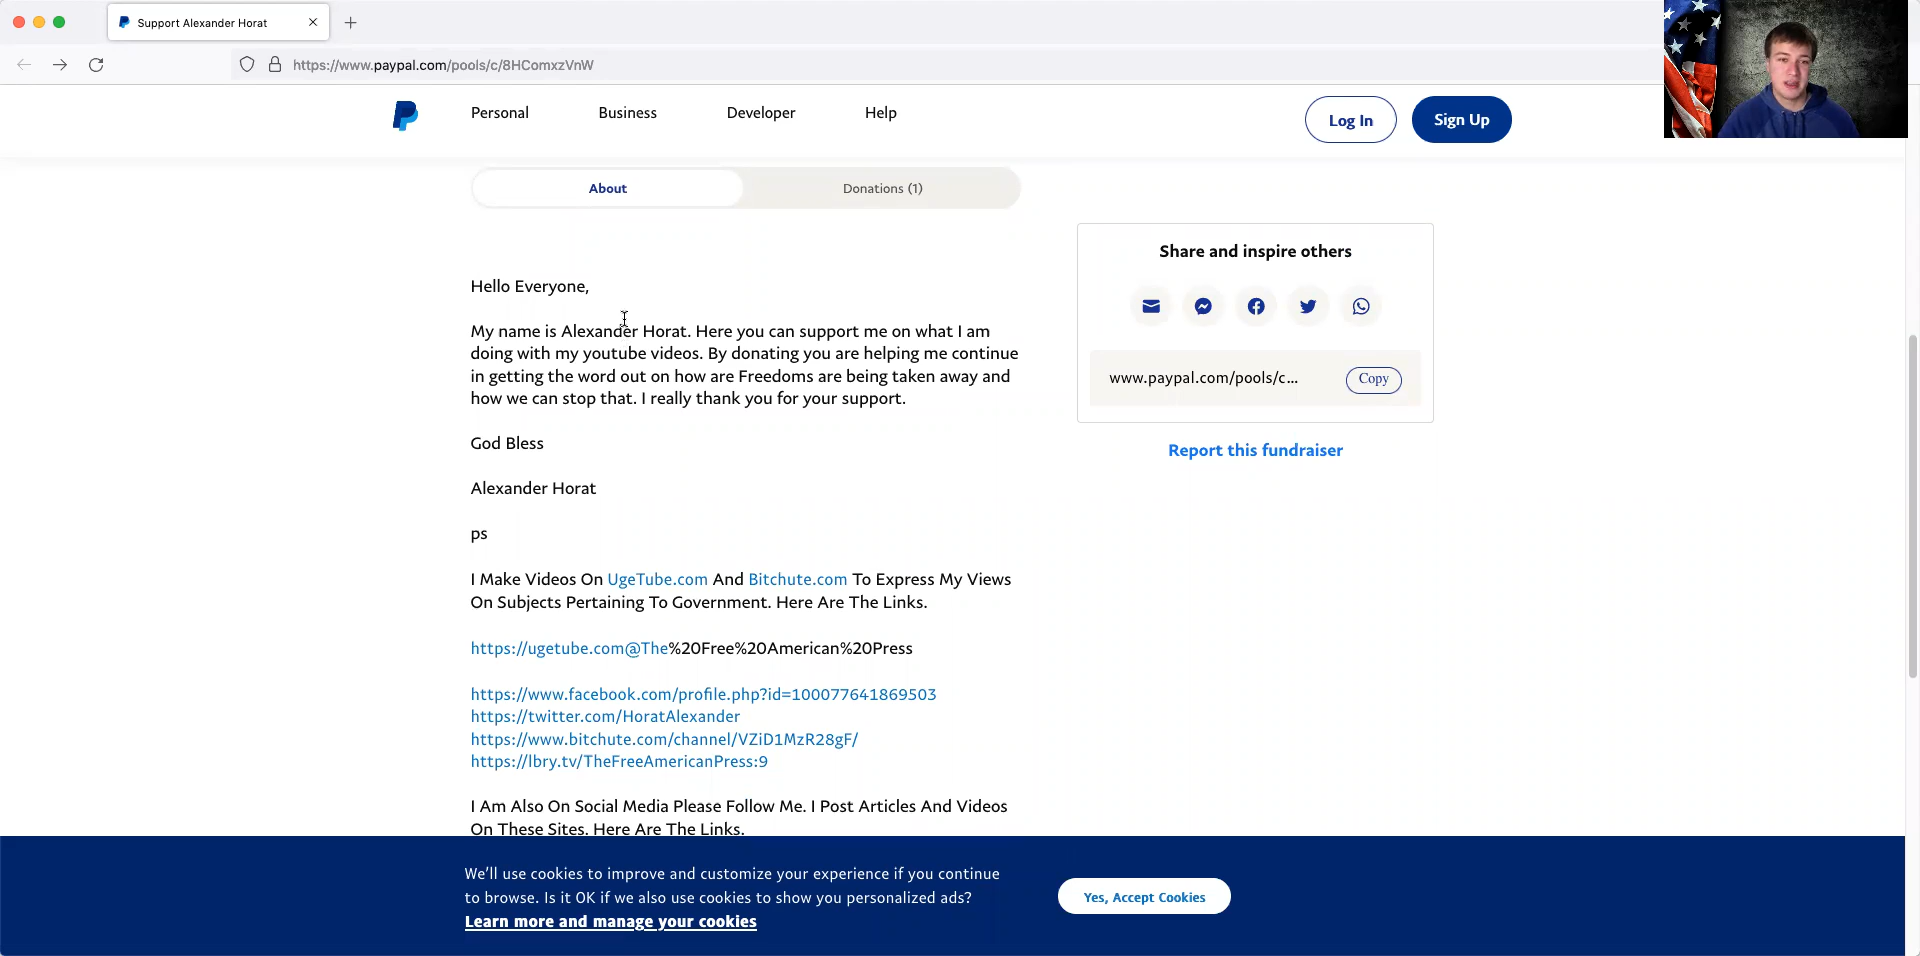 Support Alexander Horat
https://www.paypal.com/pools/c/8HComxzVnW
Personal
Business
Developer
Help
Log In
Sign Up
About
Donations (1)
Share and inspire others
www.paypal.com/pools/c...
Copy
Report this fundraiser
Hello Everyone,
My name is Alexander Horat. Here you can support me on what I am
doing with my youtube videos. By donating you are helping me continue
in getting the word out on how are Freedoms are being taken away and
how we can stop that. I really thank you for your support.
God Bless
Alexander Horat
ps
I Make Videos On UgeTube.com And Bitchute.com To Express My Views
On Subjects Pertaining To Government. Here Are The Links.
https://ugetube.com@The%20Free%20American%20Press
https://www.facebook.com/profile.php?id=100077641869503
https://twitter.com/HoratAlexander
https://www.bitchute.com/channel/VZiD1MzR28gF/
https://lbry.tv/TheFreeAmericanPress:9
I Am Also On Social Media Please Follow Me. I Post Articles And Videos
On These Sites. Here Are The Links.
We'll use cookies to improve and customize your experience if you continue
to browse. Is it OK if we also use cookies to show you personalized ads?
Learn more and manage your cookies
Yes, Accept Cookies